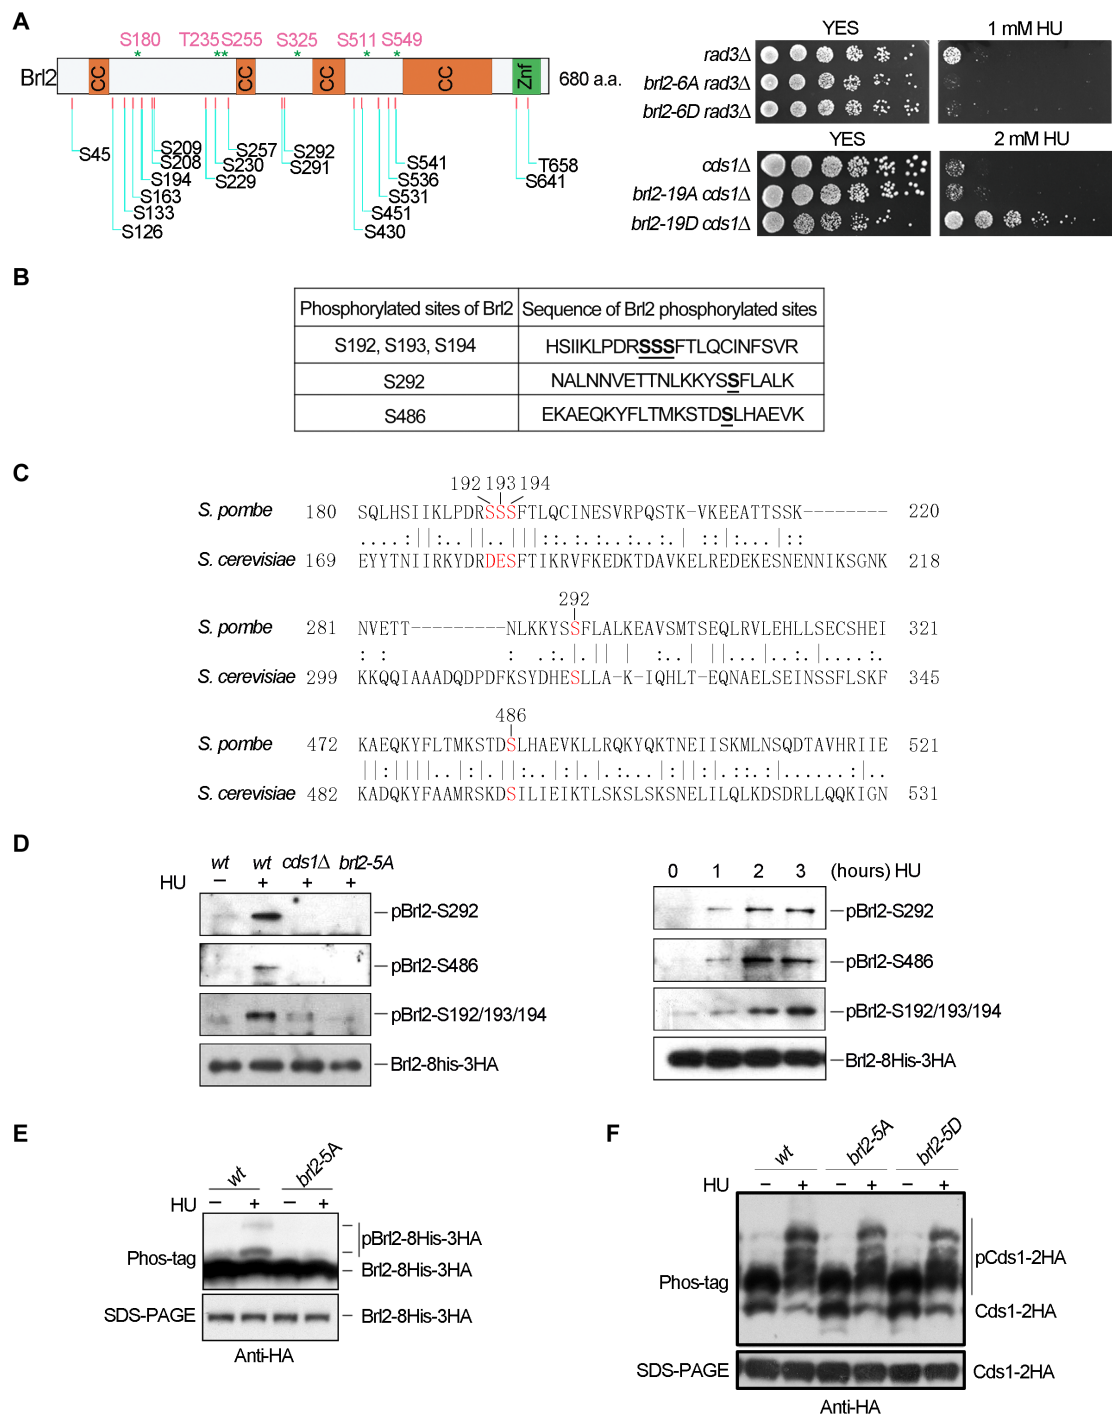 A
S180 T235 S255 S325 S511 S549
* ** * * *
Brl2 CC CC CC CC Znf 680 a.a.
S45
S209
S208
S194
S163
S133
S126
S257
S230
S229
S292
S291
S541
S536
S531
S451
S430
T658
S641
YES 1 mM HU
rad3Δ
brl2-6A rad3Δ
brl2-6D rad3Δ
YES 2 mM HU
cds1Δ
brl2-19A cds1Δ
brl2-19D cds1Δ
B
Phosphorylated sites of Brl2 Sequence of Brl2 phosphorylated sites
S192, S193, S194 HSIIKLPDRSSSFTLQCINFSVR
S292 NALNNVETTNLKKYSSFLALK
S486 EKAEQKYFLTMKSTDSLHAEVK
C
192 193 194
S. pombe 180 SQLHSIIKLPDRSSSFTLQCINESVRPQSTK-VKEEATTSSK-------- 220
S. cerevisiae 169 EYYTNIIRKYDRDESFTIKRVFKEDKTDAVKELREDEKESNENNIKSGNK 218
292
S. pombe 281 NVETT---------NLKKYSSFLALKEAVSMTSEQLRVLEHLLSECSHEI 321
S. cerevisiae 299 KKQQIAAADQDPDFKSYDHESLLA-K-IQHLT-EQNAELSEINSSFLSKF 345
486
S. pombe 472 KAEQKYFLTMKSTDSLHAEVKLLRQKYQKTNEIISKMLNSQDTAVHRIIE 521
S. cerevisiae 482 KADQKYFAAMRSKDSILIEIKTLSKSLSKSNELILQLKDSDRLLQQKIGN 531
D
wt wt cds1Δ brl2-5A
HU − + + +
pBrl2-S292
pBrl2-S486
pBrl2-S192/193/194
Brl2-8his-3HA
0 1 2 3 (hours) HU
pBrl2-S292
pBrl2-S486
pBrl2-S192/193/194
Brl2-8His-3HA
E
wt brl2-5A
HU − + − +
Phos-tag
pBrl2-8His-3HA
Brl2-8His-3HA
SDS-PAGE Brl2-8His-3HA
Anti-HA
F
wt brl2-5A brl2-5D
HU − + − + − +
pCds1-2HA
Phos-tag
Cds1-2HA
SDS-PAGE Cds1-2HA
Anti-HA